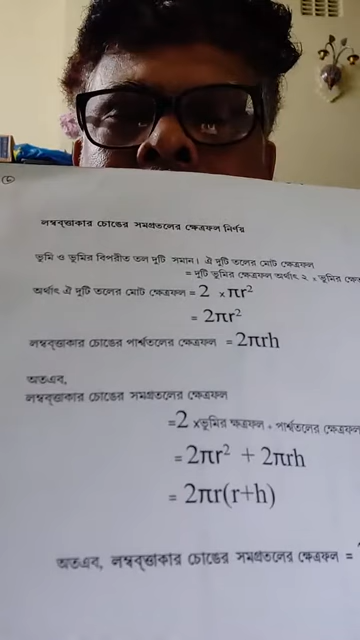 লম্ববৃত্তাকার চোঙের সমগ্রতলের ক্ষেত্রফল নির্ণয়
ভূমি ও ভূমির বিপরীত তল দুটি সমান। ঐ দুটি তলের মোট ক্ষেত্রফল
= দুটি ভূমির ক্ষেত্রফল অর্থাৎ ২ × ভূমির
অর্থাৎ ঐ দুটি তলের মোট ক্ষেত্রফল = 2 × πr²
= 2πr²
লম্ববৃত্তাকার চোঙের পার্শ্বতলের ক্ষেত্রফল = 2πrh
অতএব,
লম্ববৃত্তাকার চোঙের সমগ্রতলের ক্ষেত্রফল
=2 ×ভূমির ক্ষত্রফল + পার্শ্বতলের ক্ষেত্রফল
= 2πr² + 2πrh
= 2πr(r+h)
অতএব, লম্ববৃত্তাকার চোঙের সমগ্রতলের ক্ষেত্রফল =